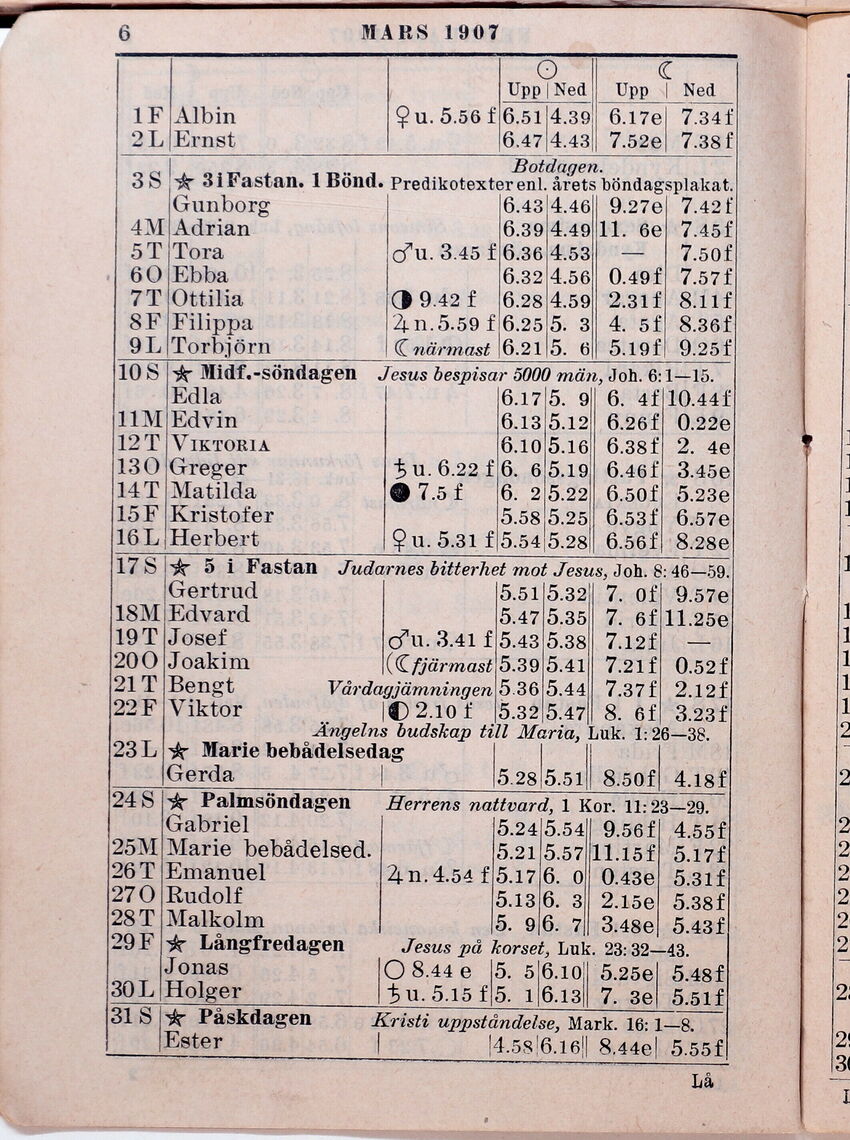 6 MARS 1907
☉ ☾
Upp Ned Upp Ned
1 F Albin ♀ u. 5.56 f 6.51 4.39 6.17e 7.34f
2 L Ernst 6.47 4.43 7.52e 7.38f
Botdagen.
3 S ☆ 3 i Fastan. 1 Bönd. Predikotexter enl. årets böndagsplakat.
Gunborg 6.43 4.46 9.27e 7.42f
4 M Adrian 6.39 4.49 11. 6e 7.45f
5 T Tora ♂ u. 3.45 f 6.36 4.53 — 7.50f
6 O Ebba 6.32 4.56 0.49f 7.57f
7 T Ottilia ◑ 9.42 f 6.28 4.59 2.31f 8.11f
8 F Filippa ♃ n. 5.59 f 6.25 5. 3 4. 5f 8.36f
9 L Torbjörn ☾ närmast 6.21 5. 6 5.19f 9.25f
10 S ☆ Midf.-söndagen Jesus bespisar 5000 män, Joh. 6: 1—15.
Edla 6.17 5. 9 6. 4f 10.44f
11 M Edvin 6.13 5.12 6.26f 0.22e
12 T VIKTORIA 6.10 5.16 6.38f 2. 4e
13 O Greger ♄ u. 6.22 f 6. 6 5.19 6.46f 3.45e
14 T Matilda ● 7.5 f 6. 2 5.22 6.50f 5.23e
15 F Kristofer 5.58 5.25 6.53f 6.57e
16 L Herbert ♀ u. 5.31 f 5.54 5.28 6.56f 8.28e
17 S ☆ 5 i Fastan Judarnes bitterhet mot Jesus, Joh. 8: 46—59.
Gertrud 5.51 5.32 7. 0f 9.57e
18 M Edvard 5.47 5.35 7. 6f 11.25e
19 T Josef ♂ u. 3.41 f 5.43 5.38 7.12f —
20 O Joakim ☾ fjärmast 5.39 5.41 7.21f 0.52f
21 T Bengt Vårdagjämningen 5.36 5.44 7.37f 2.12f
22 F Viktor ◐ 2.10 f 5.32 5.47 8. 6f 3.23f
Ängelns budskap till Maria, Luk. 1: 26—38.
23 L ☆ Marie bebådelsedag
Gerda 5.28 5.51 8.50f 4.18f
24 S ☆ Palmsöndagen Herrens nattvard, 1 Kor. 11: 23—29.
Gabriel 5.24 5.54 9.56f 4.55f
25 M Marie bebådelsed. 5.21 5.57 11.15f 5.17f
26 T Emanuel ♃ n. 4.54 f 5.17 6. 0 0.43e 5.31f
27 O Rudolf 5.13 6. 3 2.15e 5.38f
28 T Malkolm 5. 9 6. 7 3.48e 5.43f
29 F ☆ Långfredagen Jesus på korset, Luk. 23: 32—43.
Jonas ○ 8.44 e 5. 5 6.10 5.25e 5.48f
30 L Holger ♄ u. 5.15 f 5. 1 6.13 7. 3e 5.51f
31 S ☆ Påskdagen Kristi uppståndelse, Mark. 16: 1—8.
Ester 4.58 6.16 8.44e 5.55f
Lå